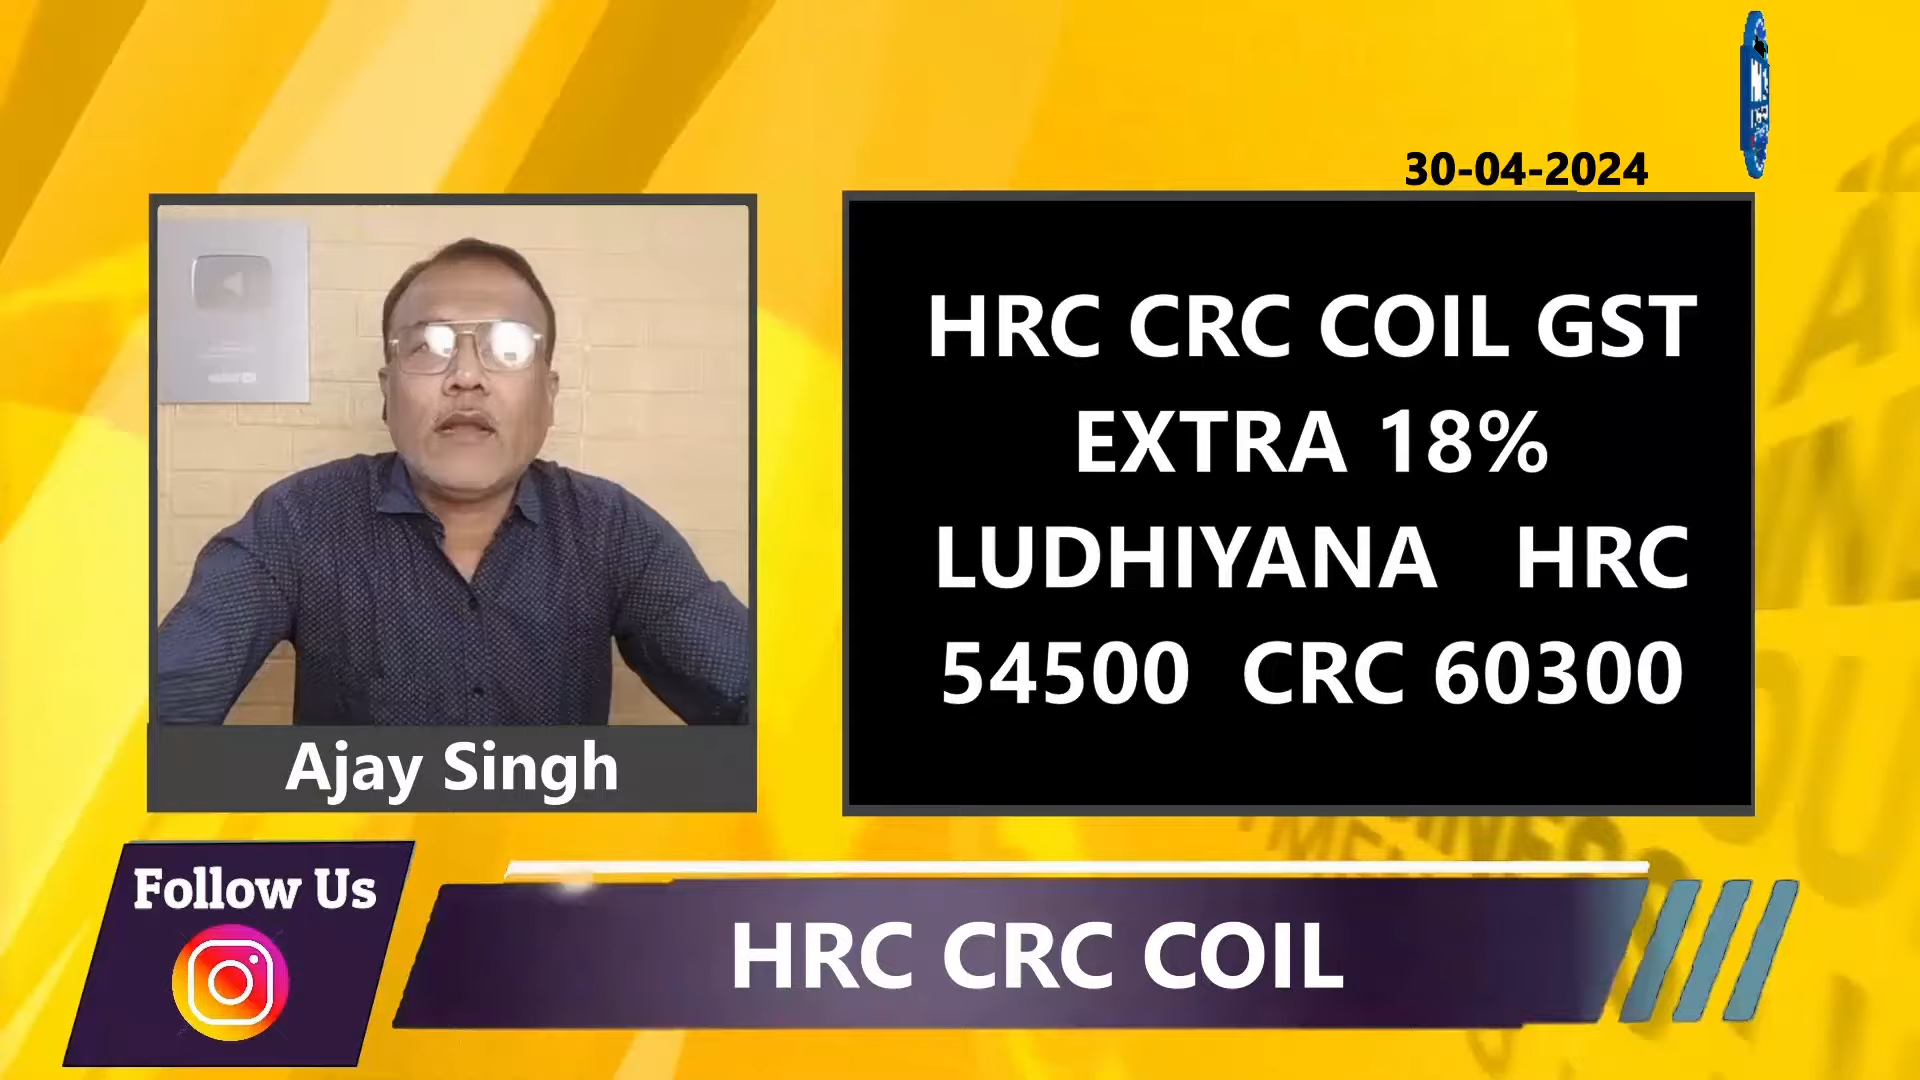 30-04-2024
HRC CRC COIL GST
EXTRA 18%
LUDHIYANA HRC
54500 CRC 60300
Ajay Singh
Follow Us
HRC CRC COIL